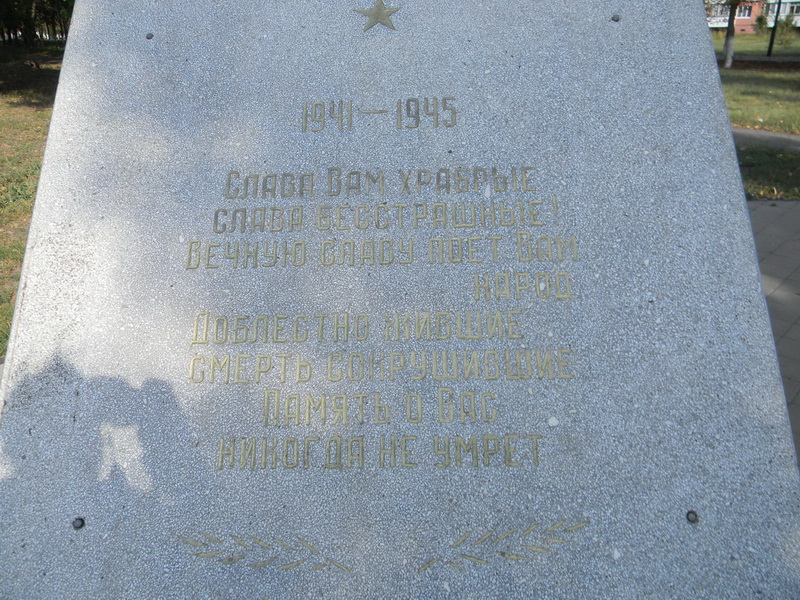 1941 — 1945
Слава Вам храбрые
слава бесстрашные!
Вечную славу поет Вам
народ
Доблестно жившие
смерть сокрушившие
Память о Вас
никогда не умрет